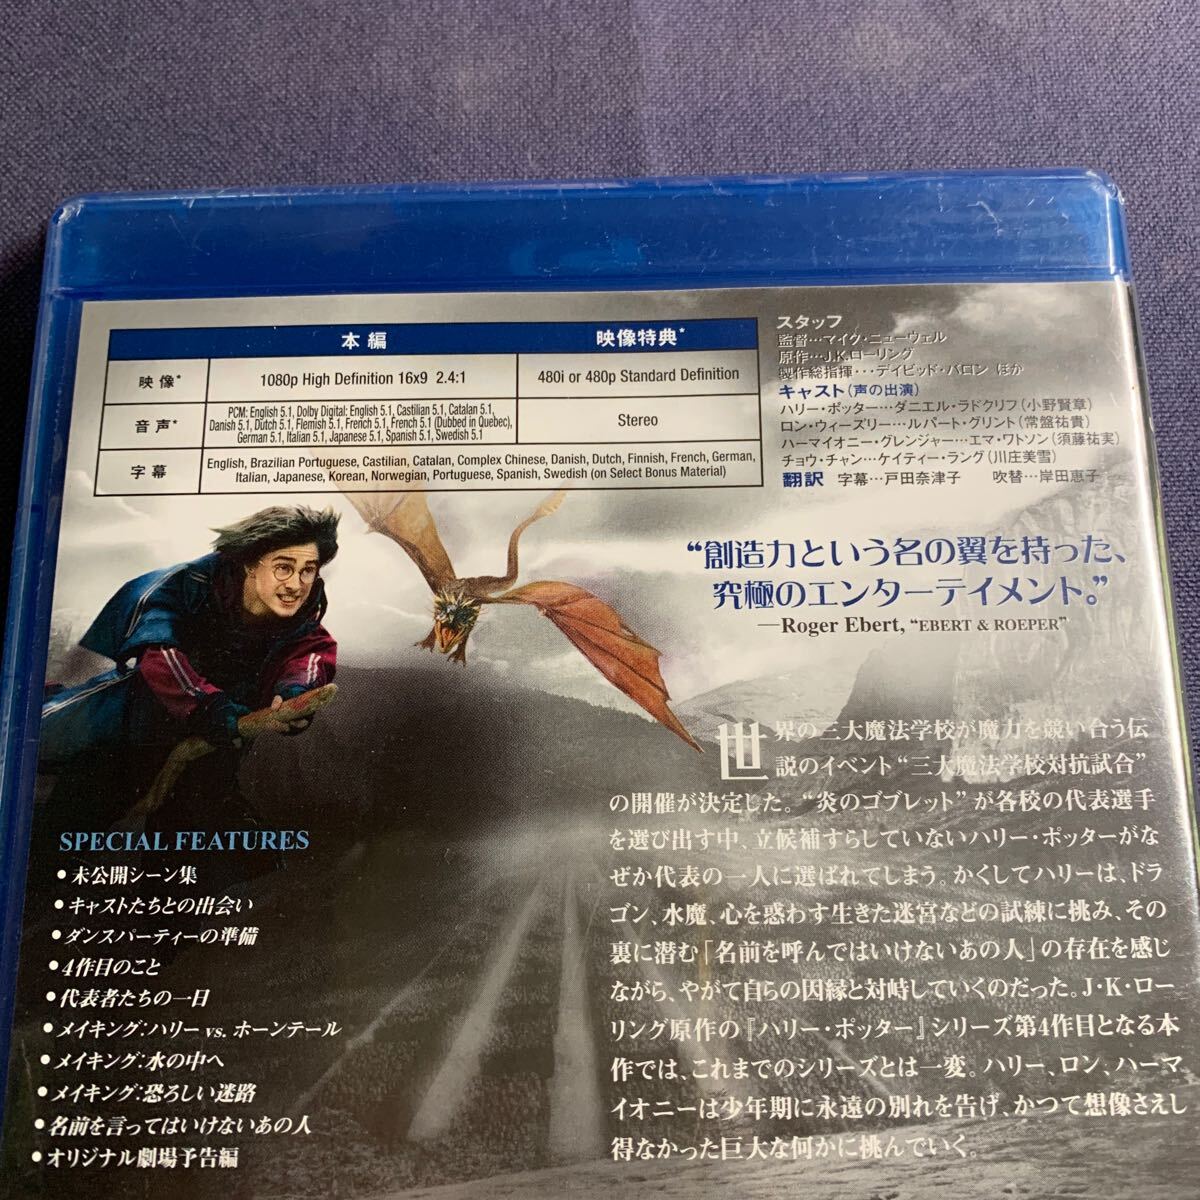 本編
映像特典*
映像*
1080p High Definition 16x9 2.4:1
480i or 480p Standard Definition
音声*
PCM: English 5.1, Dolby Digital: English 5.1, Castilian 5.1, Catalan 5.1,
Danish 5.1, Dutch 5.1, Flemish 5.1, French 5.1, French 5.1 (Dubbed in Quebec),
German 5.1, Italian 5.1, Japanese 5.1, Spanish 5.1, Swedish 5.1
Stereo
字幕
English, Brazilian Portuguese, Castilian, Catalan, Complex Chinese, Danish, Dutch, Finnish, French, German,
Italian, Japanese, Korean, Norwegian, Portuguese, Spanish, Swedish (on Select Bonus Material)
スタッフ
監督…マイク・ニューウェル
原作…J.K.ローリング
製作総指揮…デイビッド・バロン ほか
キャスト(声の出演)
ハリー・ポッター…ダニエル・ラドクリフ(小野賢章)
ロン・ウィーズリー…ルパート・グリント(常盤祐貴)
ハーマイオニー・グレンジャー…エマ・ワトソン(須藤祐実)
チョウ・チャン…ケイティー・ラング(川庄美雪)
翻訳 字幕…戸田奈津子 吹替…岸田恵子
“創造力という名の翼を持った、
究極のエンターテイメント。”
—Roger Ebert, “EBERT & ROEPER”
世界の三大魔法学校が魔力を競い合う伝
説のイベント“三大魔法学校対抗試合”
の開催が決定した。“炎のゴブレット”が各校の代表選手
を選び出す中、立候補すらしていないハリー・ポッターがな
ぜか代表の一人に選ばれてしまう。かくしてハリーは、ドラ
ゴン、水魔、心を惑わす生きた迷宮などの試練に挑み、その
裏に潜む「名前を呼んではいけないあの人」の存在を感じ
ながら、やがて自らの因縁と対峙していくのだった。J・K・ロー
リング原作の『ハリー・ポッター』シリーズ第4作目となる本
作では、これまでのシリーズとは一変。ハリー、ロン、ハーマ
イオニーは少年期に永遠の別れを告げ、かつて想像さえし
得なかった巨大な何かに挑んでいく。
SPECIAL FEATURES
•未公開シーン集
•キャストたちとの出会い
•ダンスパーティーの準備
•4作目のこと
•代表者たちの一日
•メイキング:ハリー vs. ホーンテール
•メイキング:水の中へ
•メイキング:恐ろしい迷路
•名前を言ってはいけないあの人
•オリジナル劇場予告編